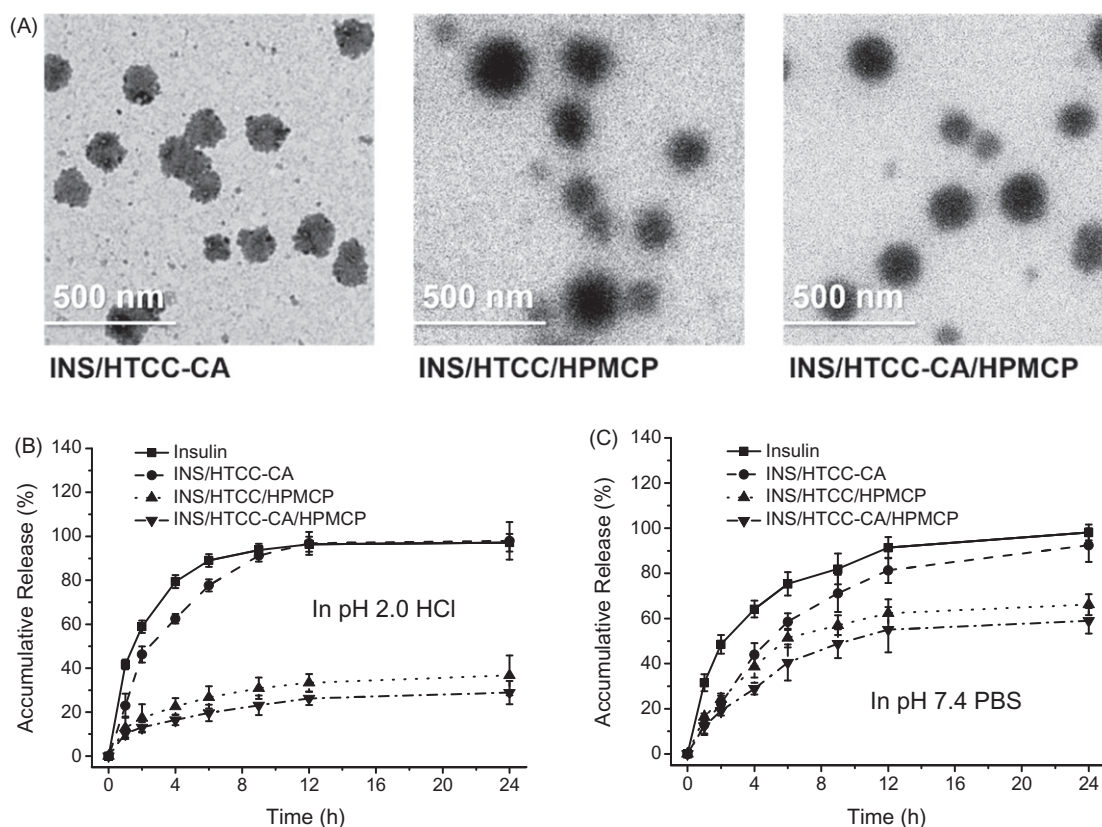 (A)
500 nm
500 nm
500 nm
INS/HTCC-CA
INS/HTCC/HPMCP
INS/HTCC-CA/HPMCP
(B)
140
120
100
80
60
40
20
0
Accumulative Release (%)
Insulin
INS/HTCC-CA
INS/HTCC/HPMCP
INS/HTCC-CA/HPMCP
In pH 2.0 HCl
0
4
8
12
16
20
24
Time (h)
(C)
140
120
100
80
60
40
20
0
Accumulative Release (%)
Insulin
INS/HTCC-CA
INS/HTCC/HPMCP
INS/HTCC-CA/HPMCP
In pH 7.4 PBS
0
4
8
12
16
20
24
Time (h)